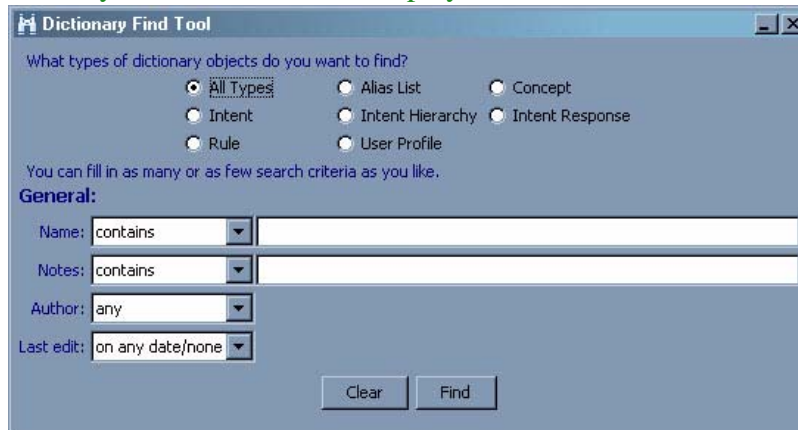 Dictionary Find Tool
What types of dictionary objects do you want to find?
All Types Alias List Concept
Intent Intent Hierarchy Intent Response
Rule User Profile
You can fill in as many or as few search criteria as you like.
General:
Name: contains
Notes: contains
Author: any
Last edit: on any date/none
Clear Find